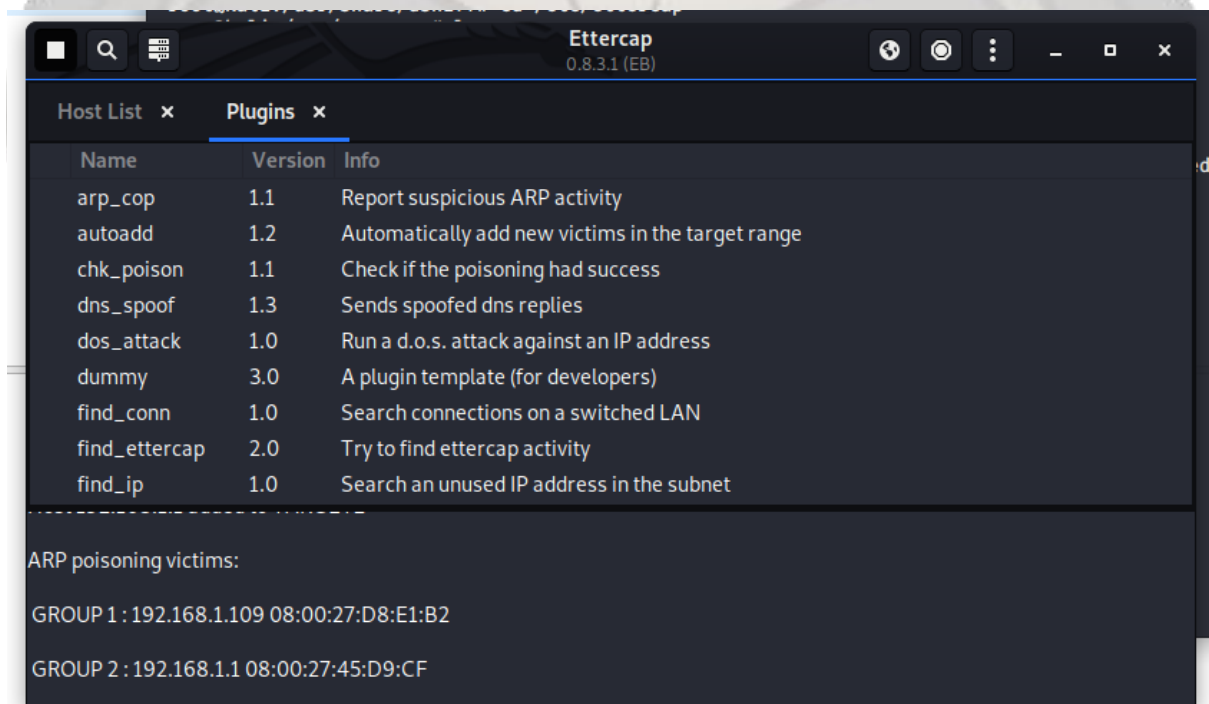 Ettercap
0.8.3.1 (EB)
Host List × Plugins ×
Name Version Info
arp_cop 1.1 Report suspicious ARP activity
autoadd 1.2 Automatically add new victims in the target range
chk_poison 1.1 Check if the poisoning had success
dns_spoof 1.3 Sends spoofed dns replies
dos_attack 1.0 Run a d.o.s. attack against an IP address
dummy 3.0 A plugin template (for developers)
find_conn 1.0 Search connections on a switched LAN
find_ettercap 2.0 Try to find ettercap activity
find_ip 1.0 Search an unused IP address in the subnet
ARP poisoning victims:
GROUP 1 : 192.168.1.109 08:00:27:D8:E1:B2
GROUP 2 : 192.168.1.1 08:00:27:45:D9:CF